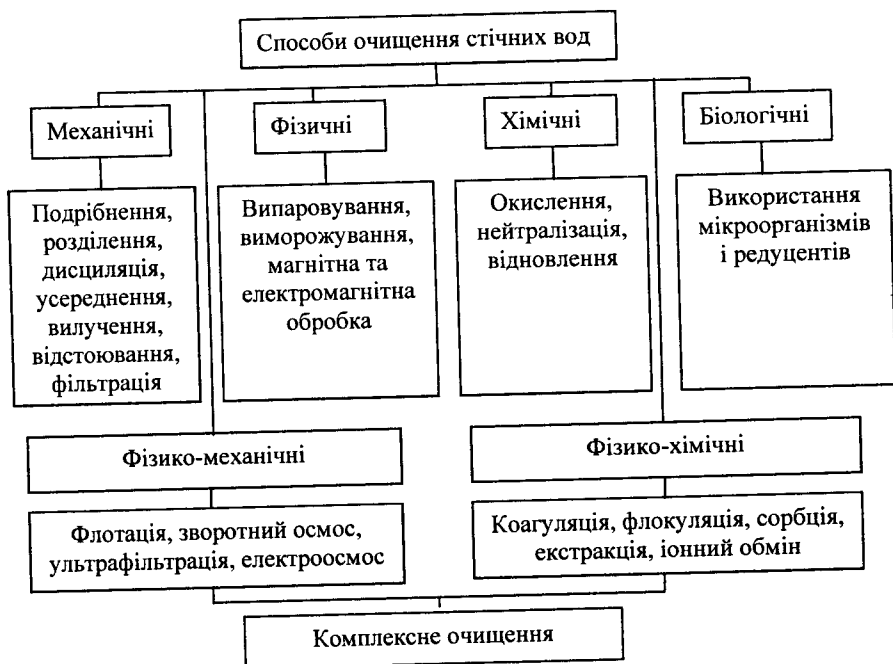 Способи очищення стічних вод
Механічні
Фізичні
Хімічні
Біологічні
Подрібнення,
розділення,
дисциляція,
усереднення,
вилучення,
відстоювання,
фільтрація
Випаровування,
виморожування,
магнітна та
електромагнітна
обробка
Окислення,
нейтралізація,
відновлення
Використання
мікроорганізмів
і редуцентів
Фізико-механічні
Фізико-хімічні
Флотація, зворотний осмос,
ультрафільтрація, електроосмос
Коагуляція, флокуляція, сорбція,
екстракція, іонний обмін
Комплексне очищення